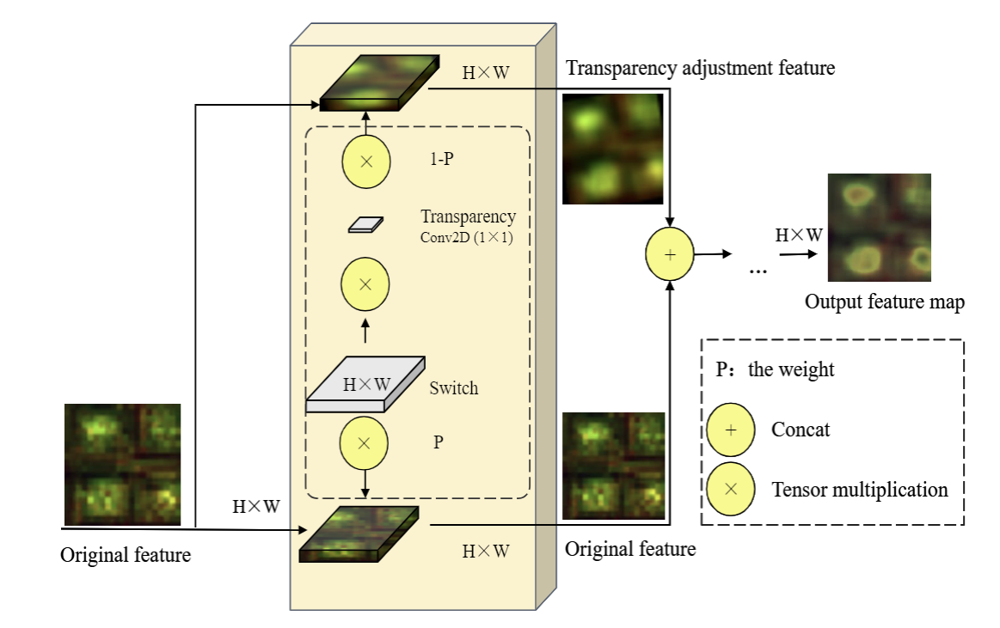 H×W
Transparency adjustment feature
1-P
Transparency
Conv2D (1×1)
×
×
+
H×W
...
Output feature map
H×W
Switch
×
P
P：the weight
+
Concat
×
Tensor multiplication
H×W
Original feature
H×W
Original feature